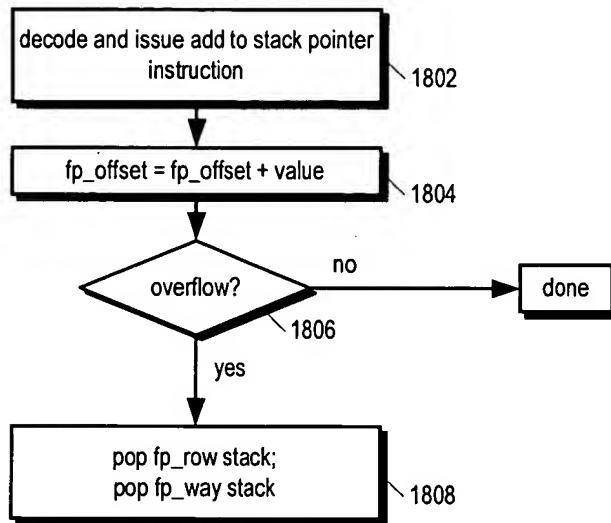 decode and issue add to stack pointer
instruction
1802
fp_offset = fp_offset + value
1804
overflow?
no
done
1806
yes
pop fp_row stack;
pop fp_way stack
1808